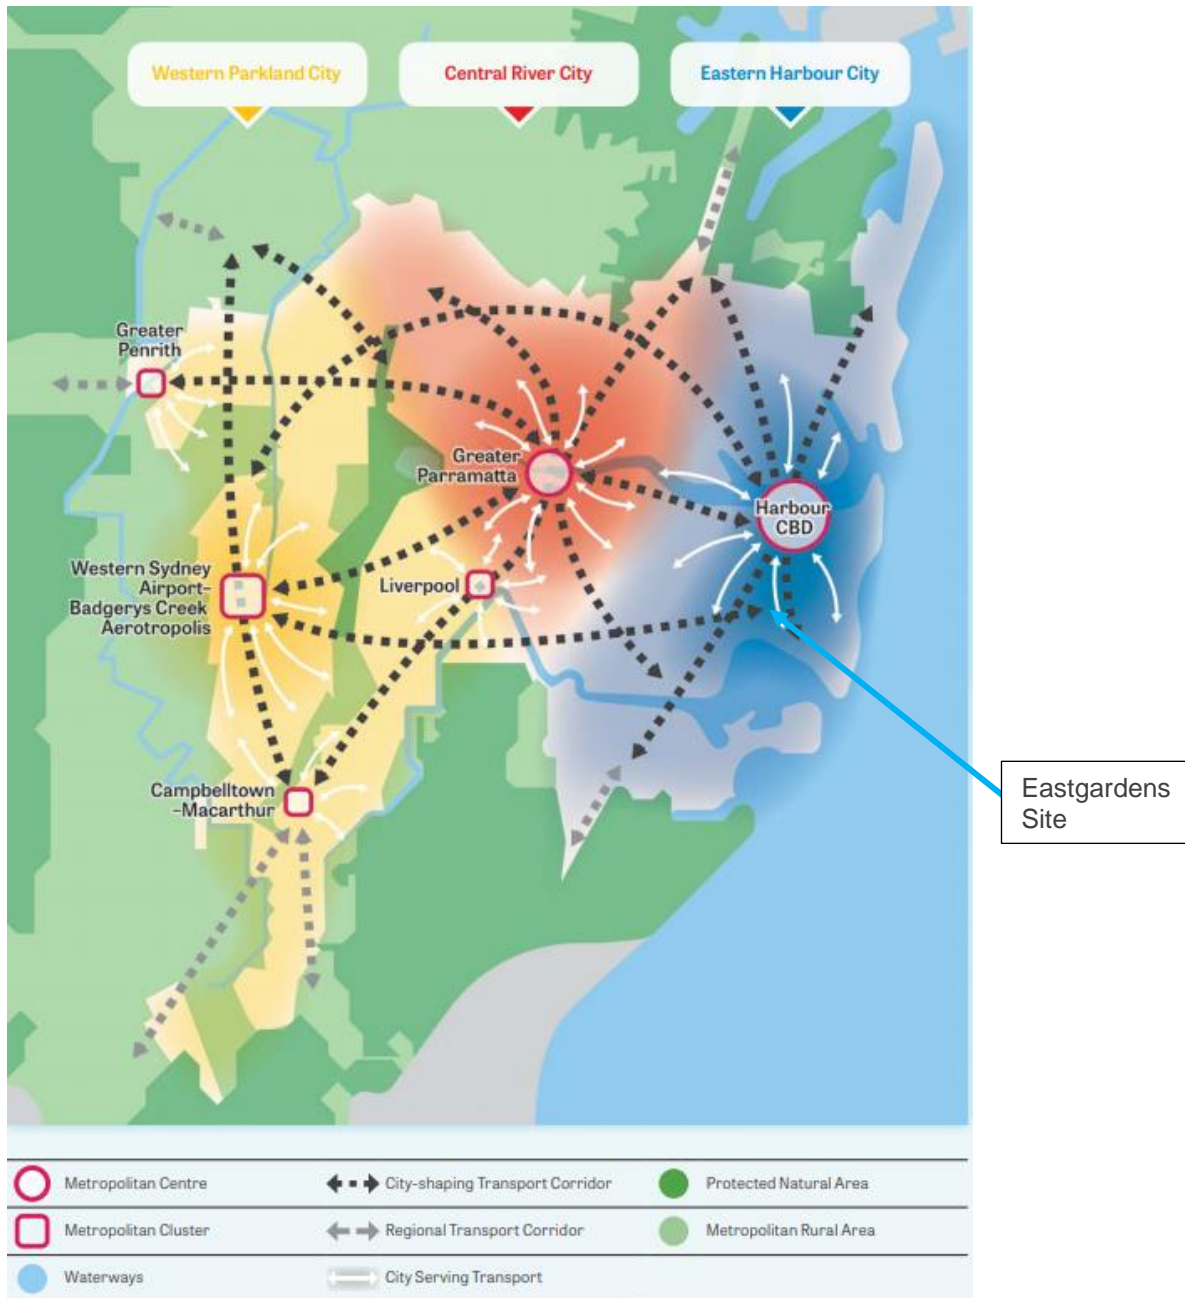 Western Parkland City
Central River City
Eastern Harbour City
Greater
Penrith
Greater
Parramatta
Harbour
CBD
Western Sydney
Airport–
Badgerys Creek
Aerotropolis
Liverpool
Campbelltown
–Macarthur
Eastgardens
Site
Metropolitan Centre
City-shaping Transport Corridor
Protected Natural Area
Metropolitan Cluster
Regional Transport Corridor
Metropolitan Rural Area
Waterways
City Serving Transport